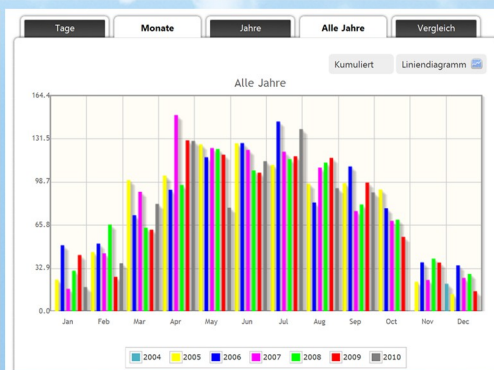 Tage Monate Jahre Alle Jahre Vergleich
Kumuliert Liniendiagramm
Alle Jahre
164.4
131.5
98.7
65.8
32.9
0.0
Jan Feb Mar Apr May Jun Jul Aug Sep Oct Nov Dec
2004 2005 2006 2007 2008 2009 2010